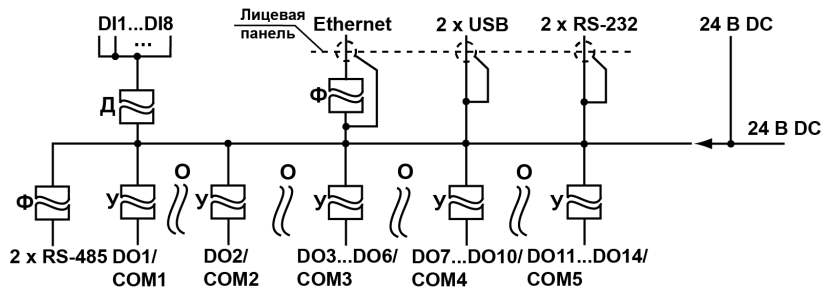 DI1...DI8
Лицевая
панель
Ethernet
2 x USB
2 x RS-232
24 В DC
...
Д
Ф
24 В DC
О
О
О
О
Ф
У
У
У
У
У
2 x RS-485
DO1/
COM1
DO2/
COM2
DO3...DO6/
COM3
DO7...DO10/
COM4
DO11...DO14/
COM5